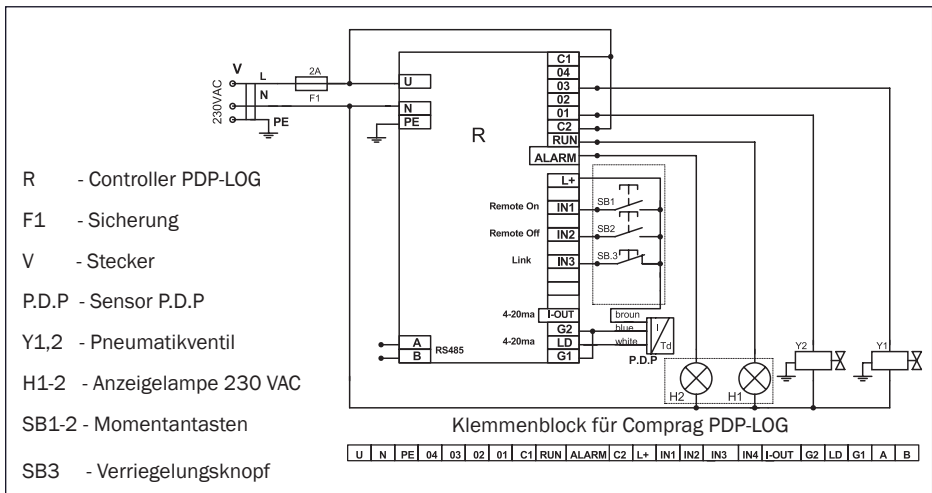 V
L
2A
N
F1
PE
230VAC
U
N
PE
R
C1
04
03
02
01
C2
RUN
ALARM
L+
Remote On
IN1
SB1
Remote Off
IN2
SB2
Link
IN3
SB.3
4-20ma
I-OUT
broun
G2
blue
4-20ma
LD
white
G1
I
Td
P.D.P
A
B
RS485
H2
H1
Y2
Y1
R - Controller PDP-LOG
F1 - Sicherung
V - Stecker
P.D.P - Sensor P.D.P
Y1,2 - Pneumatikventil
H1-2 - Anzeigelampe 230 VAC
SB1-2 - Momentantasten
SB3 - Verriegelungsknopf
Klemmenblock für Comprag PDP-LOG
U N PE 04 03 02 01 C1 RUN ALARM C2 L+ IN1 IN2 IN3 IN4 I-OUT G2 LD G1 A B